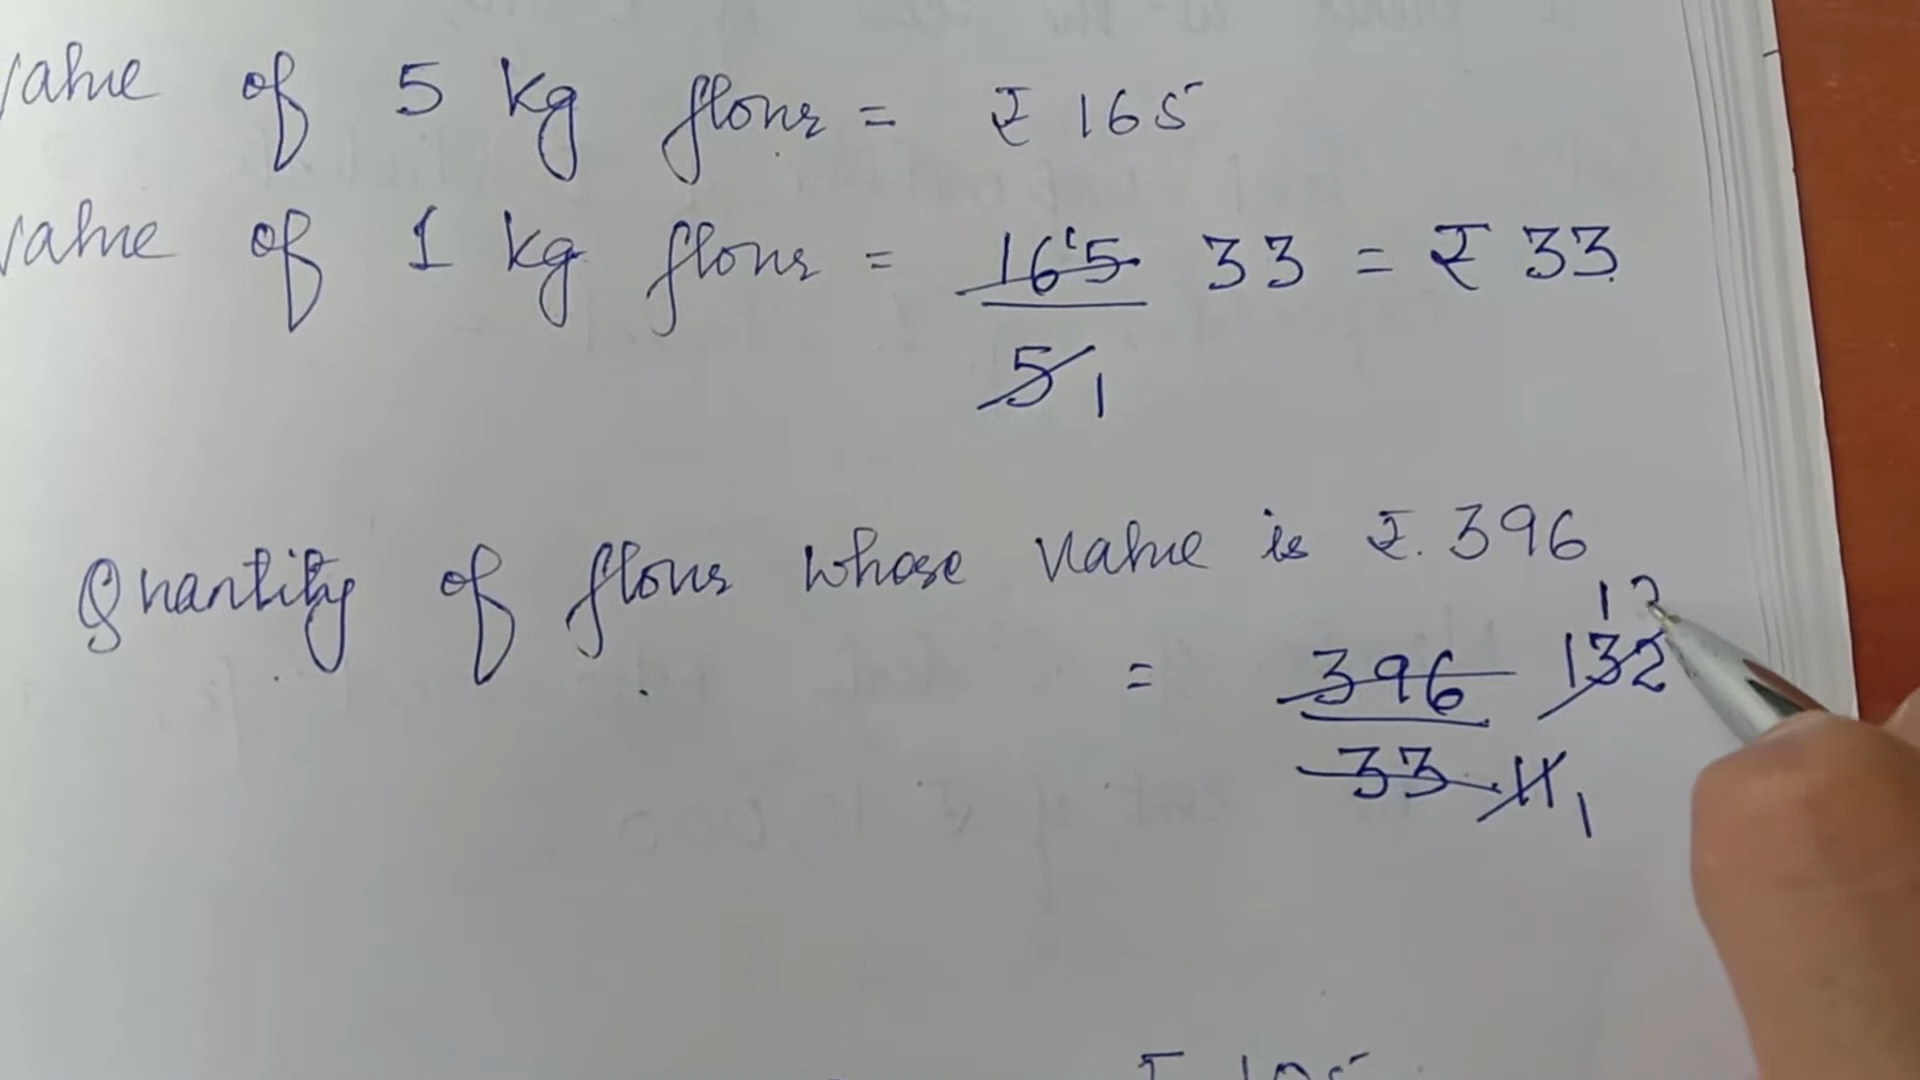 value of 5 kg flour = ₹ 165
value of 1 kg flour = 165 33 = ₹ 33
5 1
Quantity of flour whose value is ₹. 396
12
= 396 132
33 11 1